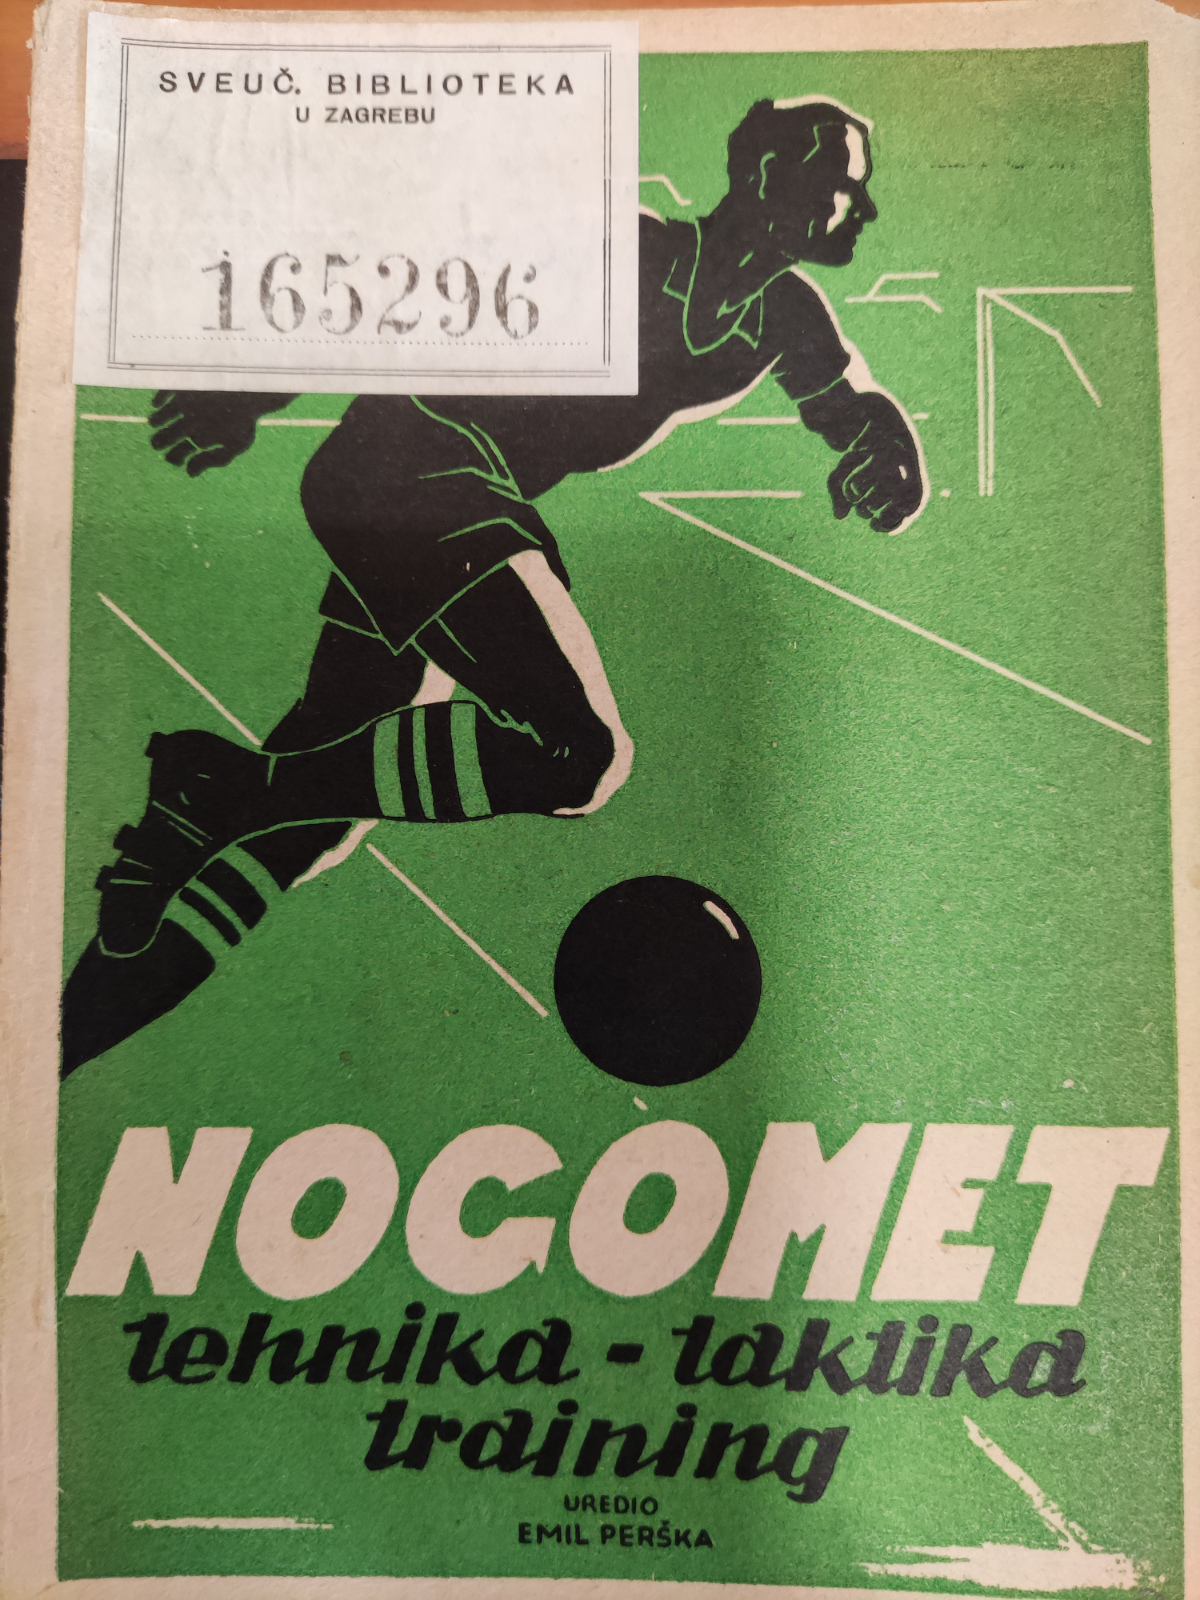 SVEUČ. BIBLIOTEKA
U ZAGREBU
165296
NOGOMET
tehnika - taktika
training
UREDIO
EMIL PERŠKA